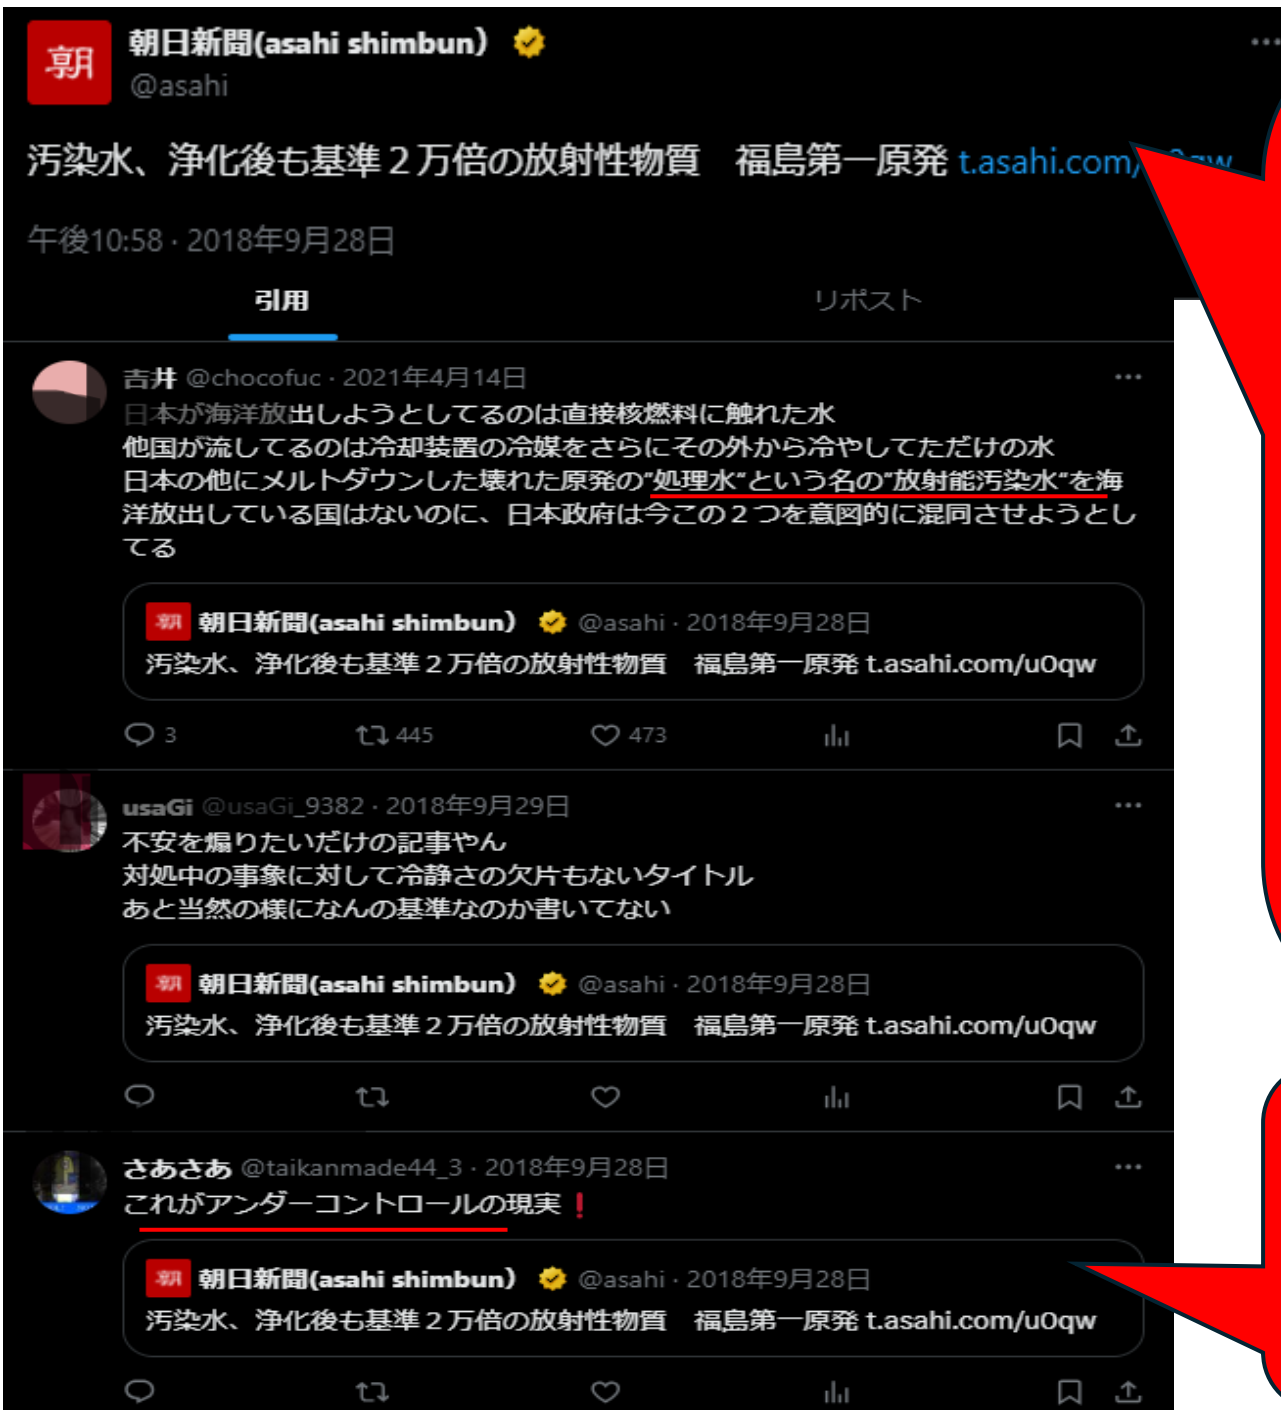 朝日新聞(asahi shimbun）
@asahi
汚染水、浄化後も基準２万倍の放射性物質　福島第一原発 t.asahi.com/
午後10:58 · 2018年9月28日
引用
リポスト
吉井 @chocofuc · 2021年4月14日
日本が海洋放出しようとしてるのは直接核燃料に触れた水
他国が流してるのは冷却装置の冷媒をさらにその外から冷やしてただけの水
日本の他にメルトダウンした壊れた原発の"処理水"という名の"放射能汚染水"を海
洋放出している国はないのに、日本政府は今この２つを意図的に混同させようとし
てる
朝日新聞(asahi shimbun） @asahi · 2018年9月28日
汚染水、浄化後も基準２万倍の放射性物質　福島第一原発 t.asahi.com/u0qw
3 445 473
usaGi @usaGi_9382 · 2018年9月29日
不安を煽りたいだけの記事やん
対処中の事象に対して冷静さの欠片もないタイトル
あと当然の様になんの基準なのか書いてない
朝日新聞(asahi shimbun） @asahi · 2018年9月28日
汚染水、浄化後も基準２万倍の放射性物質　福島第一原発 t.asahi.com/u0qw
さあさあ @taikanmade44_3 · 2018年9月28日
これがアンダーコントロールの現実❗
朝日新聞(asahi shimbun） @asahi · 2018年9月28日
汚染水、浄化後も基準２万倍の放射性物質　福島第一原発 t.asahi.com/u0qw